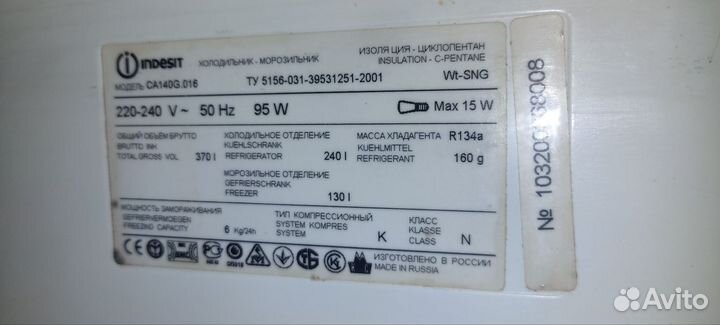 INDESIT
ХОЛОДИЛЬНИК - МОРОЗИЛЬНИК
ИЗОЛЯЦИЯ - ЦИКЛОПЕНТАН
INSULATION - C-PENTANE
МОДЕЛЬ CA140G.016
ТУ 5156-031-39531251-2001
Wt-SNG
220-240 V ~ 50 Hz 95 W
Max 15 W
ОБЩИЙ ОБЪЕМ БРУТТО
BRUTTO INH
TOTAL GROSS VOL 370 l
ХОЛОДИЛЬНОЕ ОТДЕЛЕНИЕ
KUEHLSCHRANK
REFRIGERATOR 240 l
МАССА ХЛАДАГЕНТА R134a
KUEHLMITTEL
REFRIGERANT 160 g
МОРОЗИЛЬНОЕ ОТДЕЛЕНИЕ
GEFRIERSCHRANK
FREEZER 130 l
МОЩНОСТЬ ЗАМОРАЖИВАНИЯ
GEFRIERVERMOEGEN
FREEZING CAPACITY 6 Kg/24h
ТИП КОМПРЕССИОННЫЙ
SYSTEM KOMPRES
SYSTEM K
КЛАСС
KLASSE
CLASS N
ИЗГОТОВЛЕНО В РОССИИ
MADE IN RUSSIA
Avito